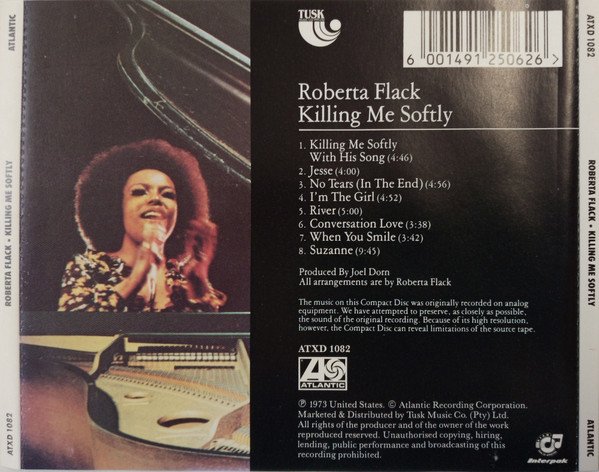 ATLANTIC
ROBERTA FLACK • KILLING ME SOFTLY
ATXD 1082
TUSK
6 001491 250626 >
Roberta Flack
Killing Me Softly
1. Killing Me Softly
With His Song (4:46)
2. Jesse (4:00)
3. No Tears (In The End) (4:56)
4. I'm The Girl (4:52)
5. River (5:00)
6. Conversation Love (3:38)
7. When You Smile (3:42)
8. Suzanne (9:45)
Produced By Joel Dorn
All arrangements are by Roberta Flack
The music on this Compact Disc was originally recorded on analog
equipment. We have attempted to preserve, as closely as possible,
the sound of the original recording. Because of its high resolution,
however, the Compact Disc can reveal limitations of the source tape.
ATXD 1082
ATLANTIC
℗ 1973 United States. © Atlantic Recording Corporation.
Marketed & Distributed by Tusk Music Co. (Pty) Ltd.
All rights of the producer and of the owner of the work
reproduced reserved. Unauthorised copying, hiring,
lending, public performance and broadcasting of this
recording prohibited.
Interpak
ATXD 1082
ROBERTA FLACK • KILLING ME SOFTLY
ATLANTIC